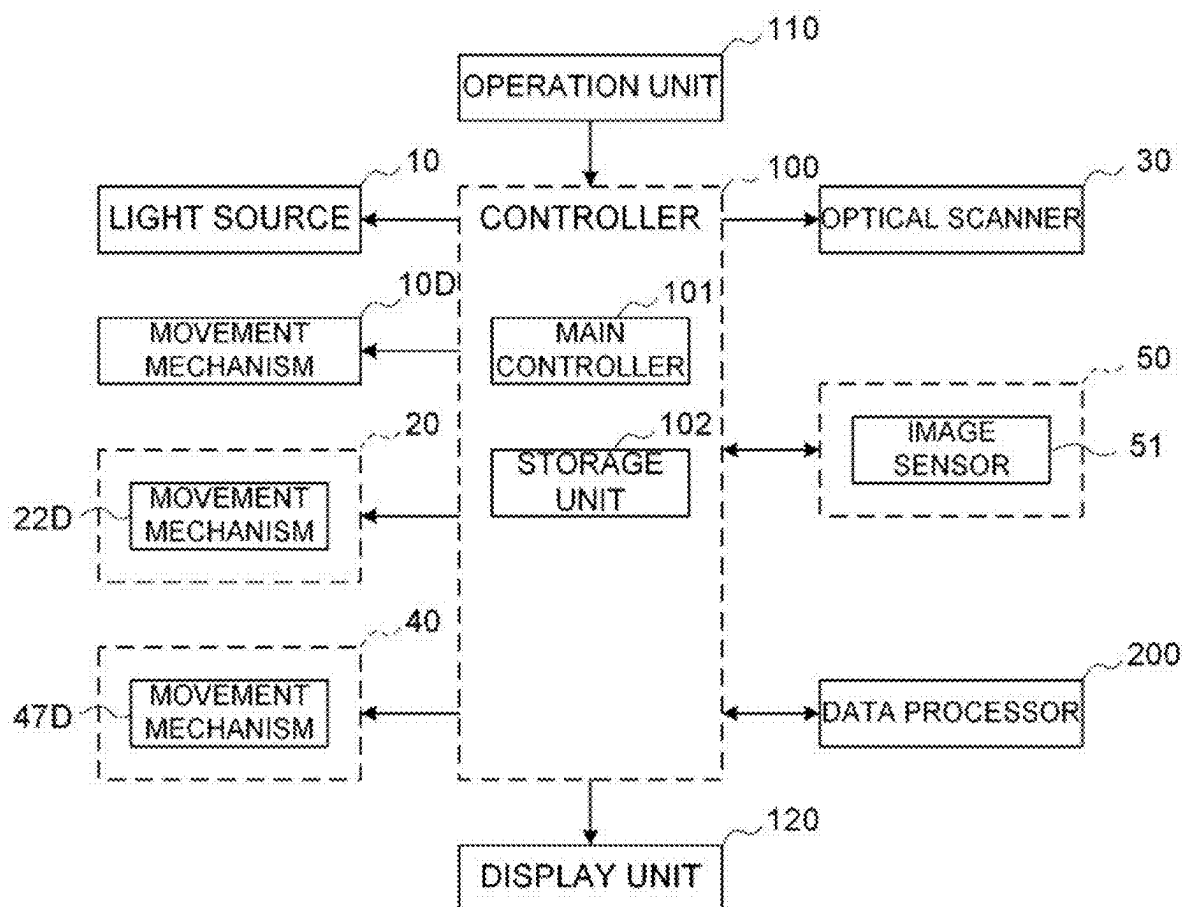 110
OPERATION UNIT
10
100
30
LIGHT SOURCE
CONTROLLER
OPTICAL SCANNER
10D
101
MOVEMENT
MECHANISM
MAIN
CONTROLLER
50
20
102
IMAGE
SENSOR
51
STORAGE
UNIT
22D
MOVEMENT
MECHANISM
40
200
47D
MOVEMENT
MECHANISM
DATA PROCESSOR
120
DISPLAY UNIT